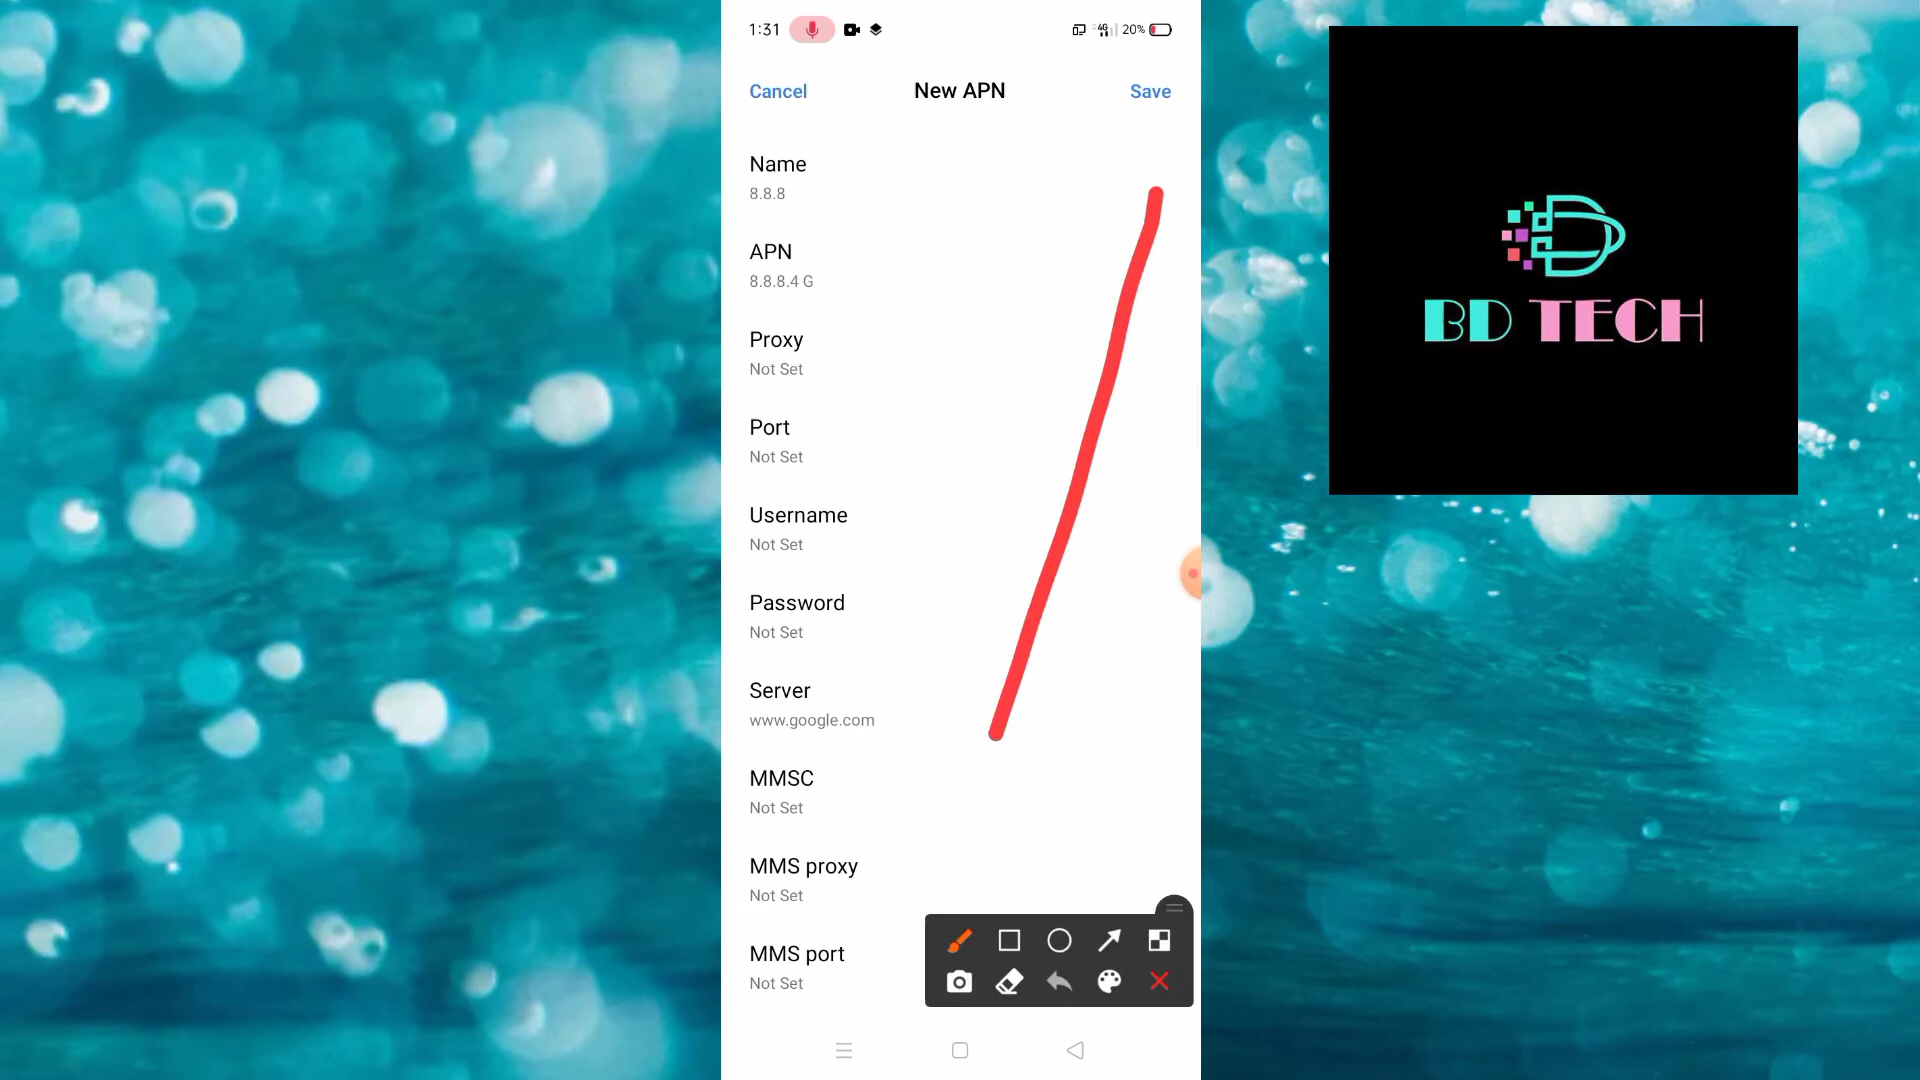 1:31
4G
20%
Cancel
New APN
Save
Name
8.8.8
APN
8.8.8.4 G
Proxy
Not Set
Port
Not Set
Username
Not Set
Password
Not Set
Server
www.google.com
MMSC
Not Set
MMS proxy
Not Set
MMS port
Not Set
BD TECH